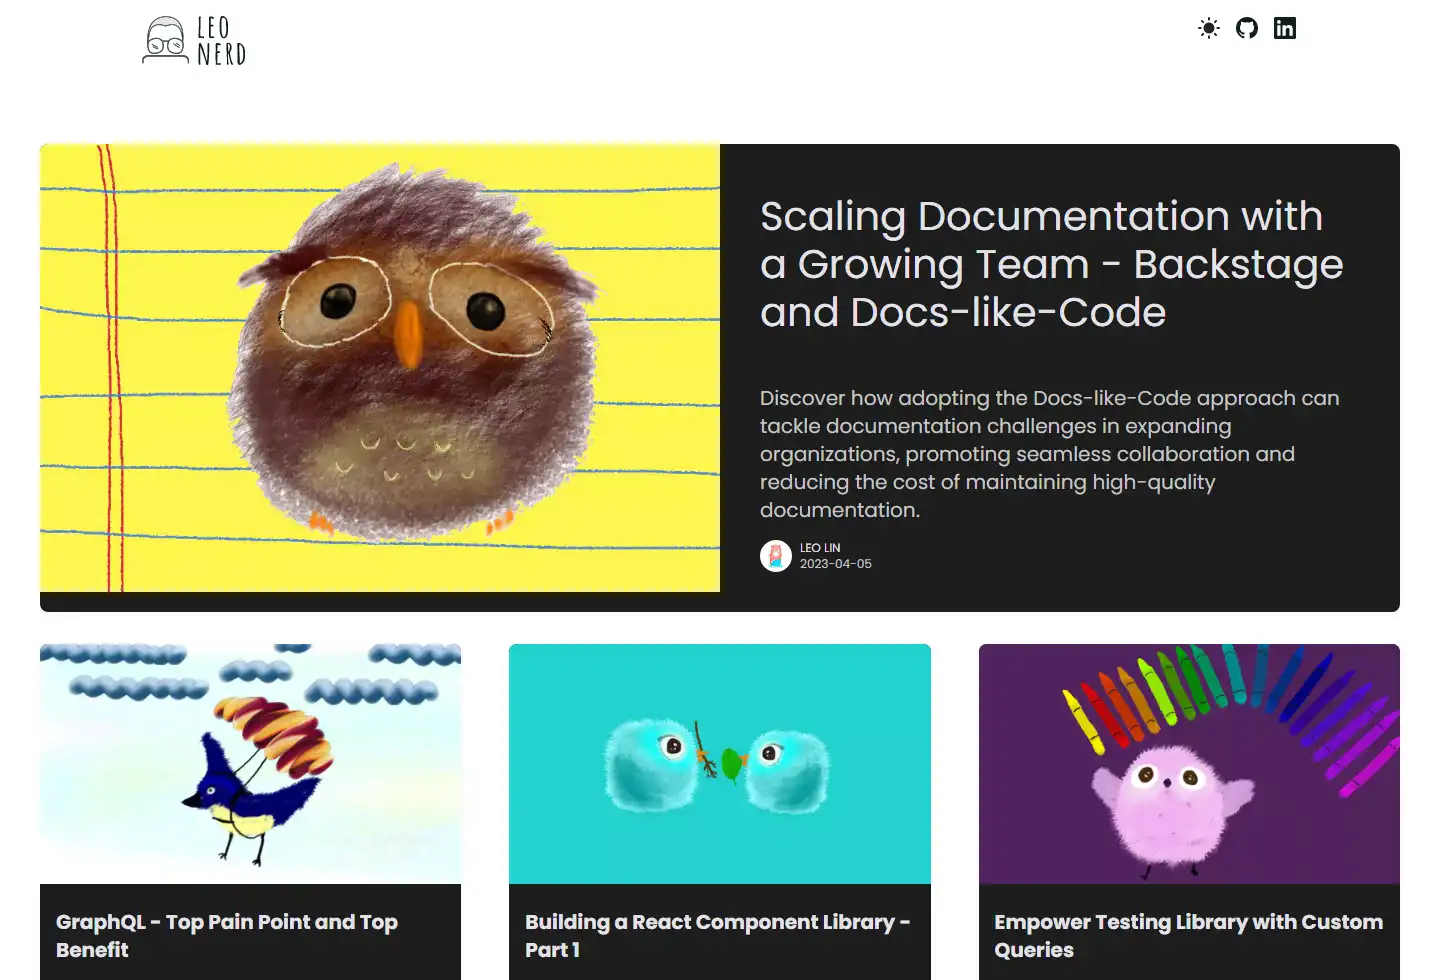 LEO
NERD
Scaling Documentation with
a Growing Team - Backstage
and Docs-like-Code
Discover how adopting the Docs-like-Code approach can
tackle documentation challenges in expanding
organizations, promoting seamless collaboration and
reducing the cost of maintaining high-quality
documentation.
LEO LIN
2023-04-05
GraphQL - Top Pain Point and Top
Benefit
Building a React Component Library -
Part 1
Empower Testing Library with Custom
Queries